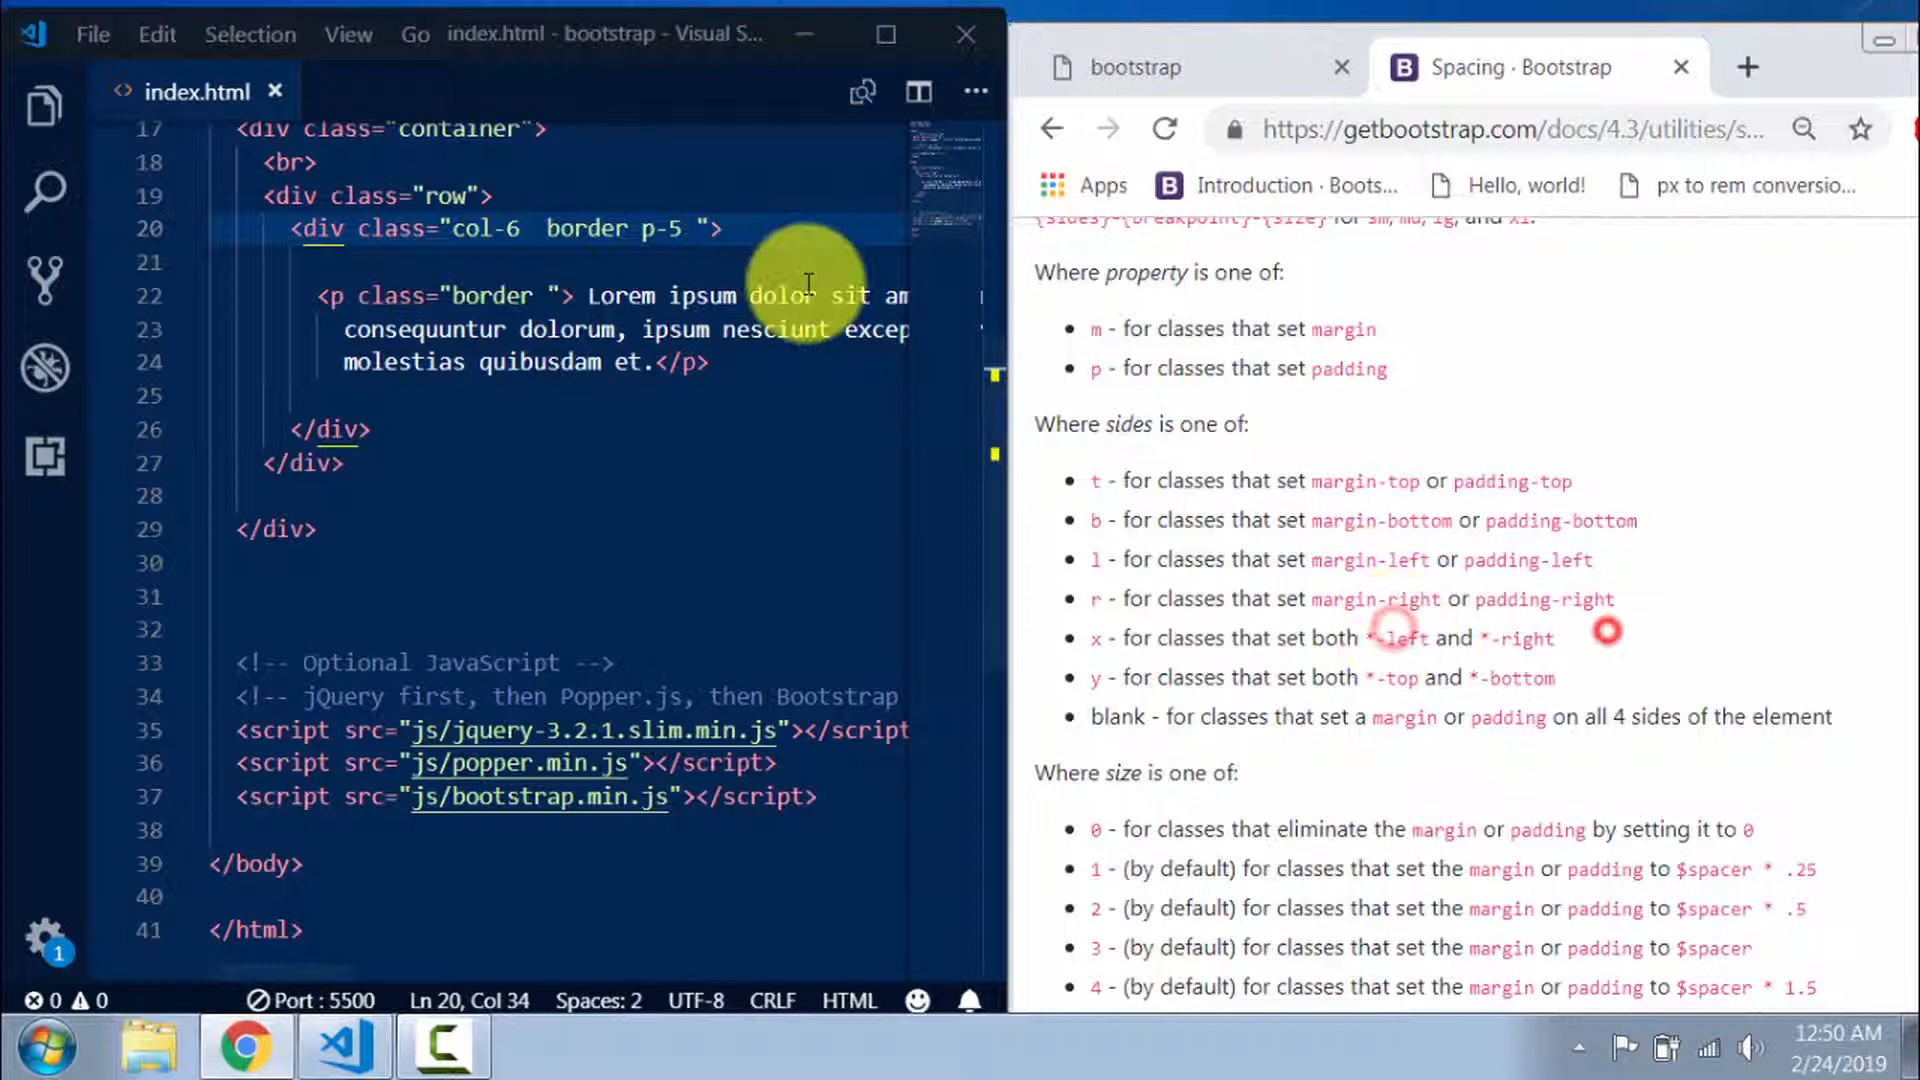 File Edit Selection View Go index.html - bootstrap - Visual S...
index.html
17 <div class="container">
18 <br>
19 <div class="row">
20 <div class="col-6  border p-5 ">
21
22 <p class="border "> Lorem ipsum dolor sit am
23 consequuntur dolorum, ipsum nesciunt excep
24 molestias quibusdam et.</p>
25
26 </div>
27 </div>
28
29 </div>
30
31
32
33 <!-- Optional JavaScript -->
34 <!-- jQuery first, then Popper.js, then Bootstrap
35 <script src="js/jquery-3.2.1.slim.min.js"></script
36 <script src="js/popper.min.js"></script>
37 <script src="js/bootstrap.min.js"></script>
38
39 </body>
40
41 </html>
1
0 0 Port : 5500 Ln 20, Col 34 Spaces: 2 UTF-8 CRLF HTML
bootstrap
B Spacing · Bootstrap
https://getbootstrap.com/docs/4.3/utilities/s...
Apps B Introduction · Boots... Hello, world! px to rem conversio...
{sides}-{breakpoint}-{size} for sm, md, lg, and xl.
Where property is one of:
m - for classes that set margin
p - for classes that set padding
Where sides is one of:
t - for classes that set margin-top or padding-top
b - for classes that set margin-bottom or padding-bottom
l - for classes that set margin-left or padding-left
r - for classes that set margin-right or padding-right
x - for classes that set both *-left and *-right
y - for classes that set both *-top and *-bottom
blank - for classes that set a margin or padding on all 4 sides of the element
Where size is one of:
0 - for classes that eliminate the margin or padding by setting it to 0
1 - (by default) for classes that set the margin or padding to $spacer * .25
2 - (by default) for classes that set the margin or padding to $spacer * .5
3 - (by default) for classes that set the margin or padding to $spacer
4 - (by default) for classes that set the margin or padding to $spacer * 1.5
C
12:50 AM
2/24/2019